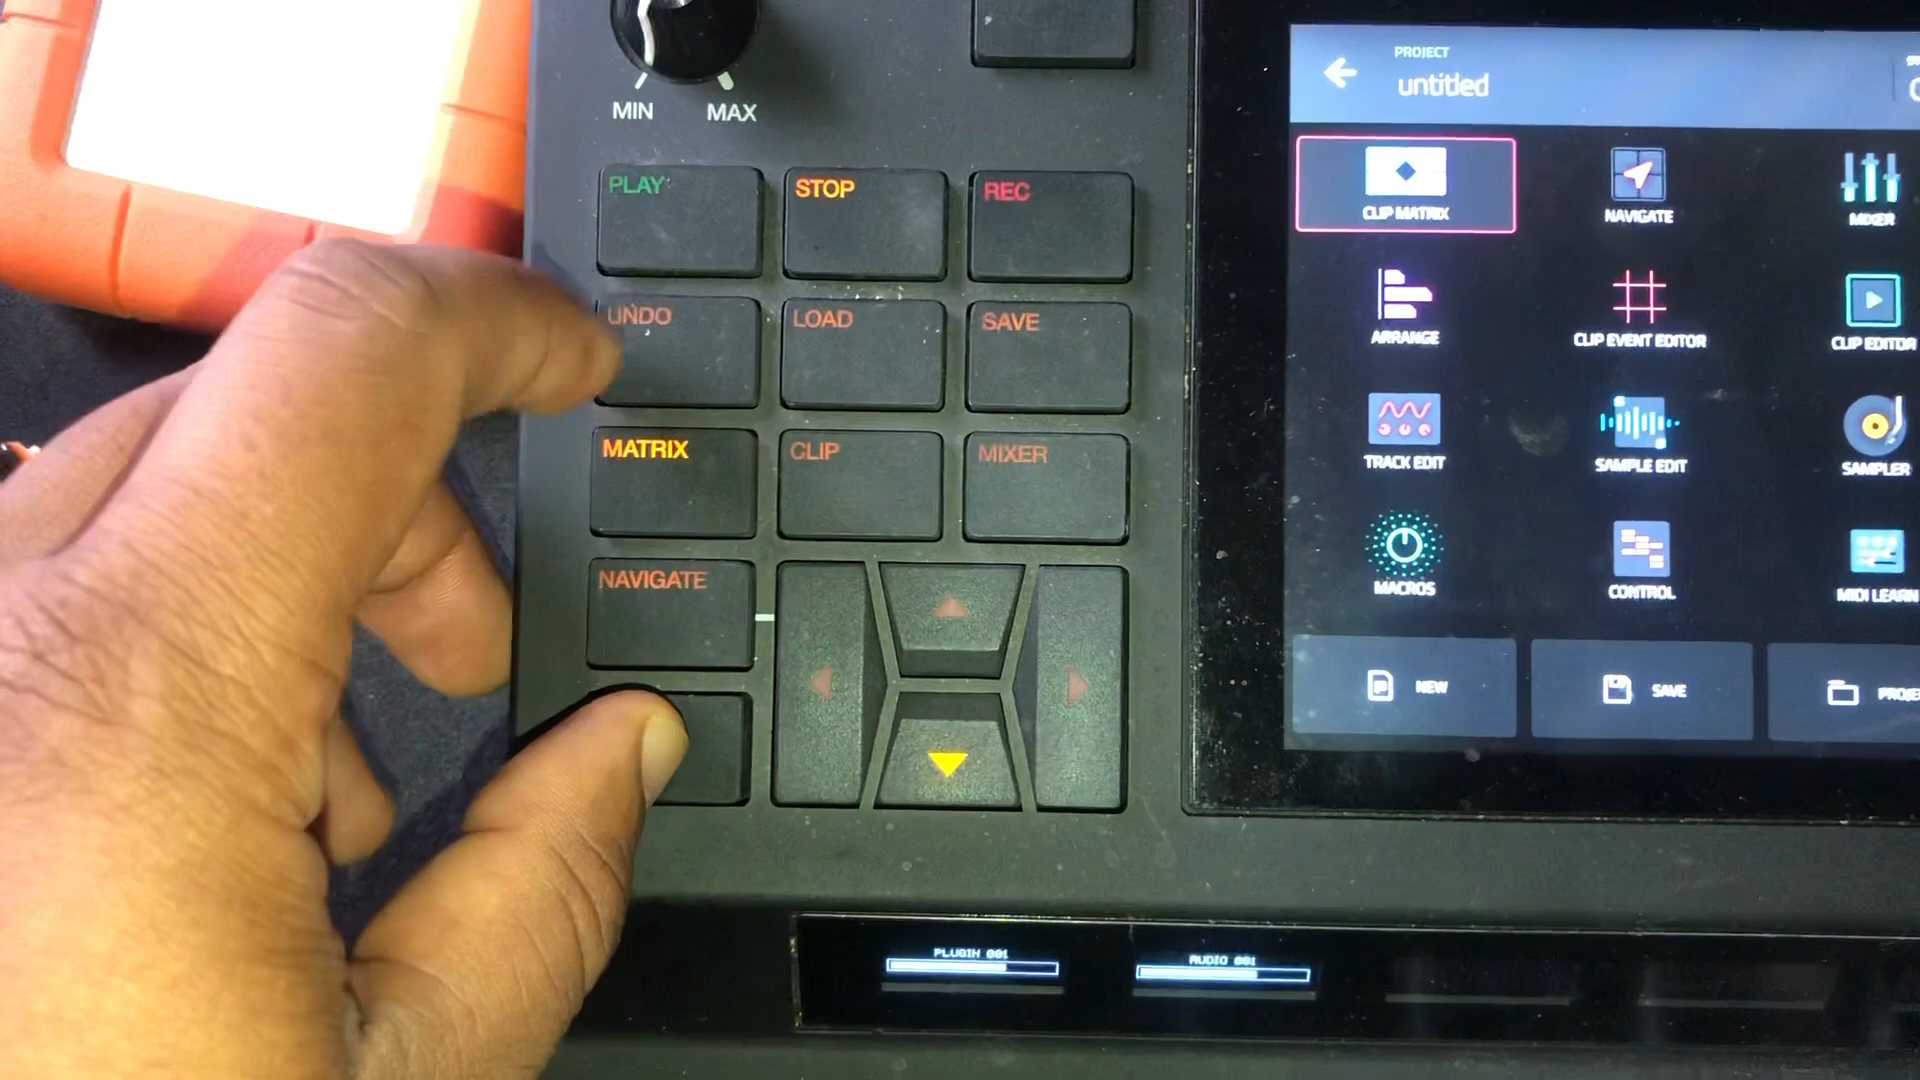 MIN MAX
PLAY STOP REC
UNDO LOAD SAVE
MATRIX CLIP MIXER
NAVIGATE
PROJECT
untitled
CLIP MATRIX NAVIGATE MIXER
ARRANGE CLIP EVENT EDITOR CLIP EDITOR
TRACK EDIT SAMPLE EDIT SAMPLER
MACROS CONTROL MIDI LEARN
NEW SAVE PROJE
PLUGIN 001 AUDIO 001